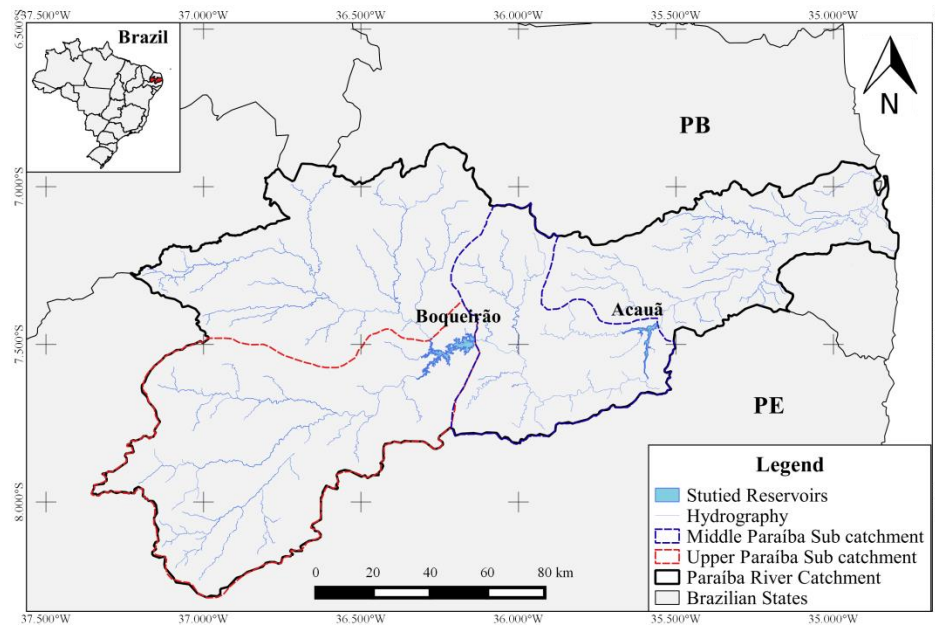 37.500°W 37.000°W 36.500°W 36.000°W 35.500°W 35.000°W
6.500°S
Brazil
N
PB
7.000°S
Boqueirão
Acauã
7.500°S
PE
8.000°S
Legend
Stutied Reservoirs
Hydrography
Middle Paraíba Sub catchment
Upper Paraíba Sub catchment
Paraíba River Catchment
Brazilian States
0 20 40 60 80 km
37.500°W 37.000°W 36.500°W 36.000°W 35.500°W 35.000°W